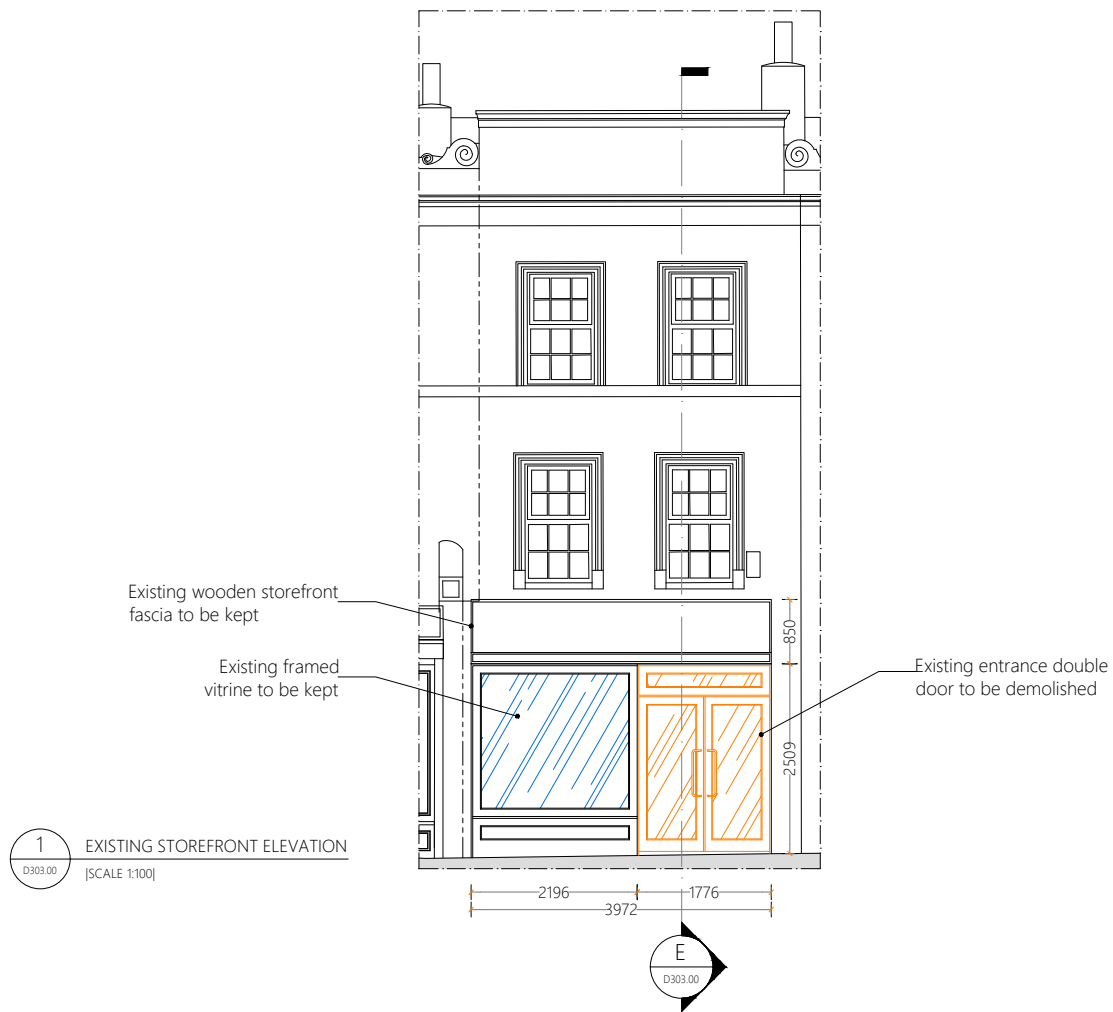 Existing wooden storefront
fascia to be kept
Existing framed
vitrine to be kept
850
Existing entrance double
door to be demolished
2509
1
D303.00
EXISTING STOREFRONT ELEVATION
|SCALE 1:100|
2196
1776
3972
E
D303.00